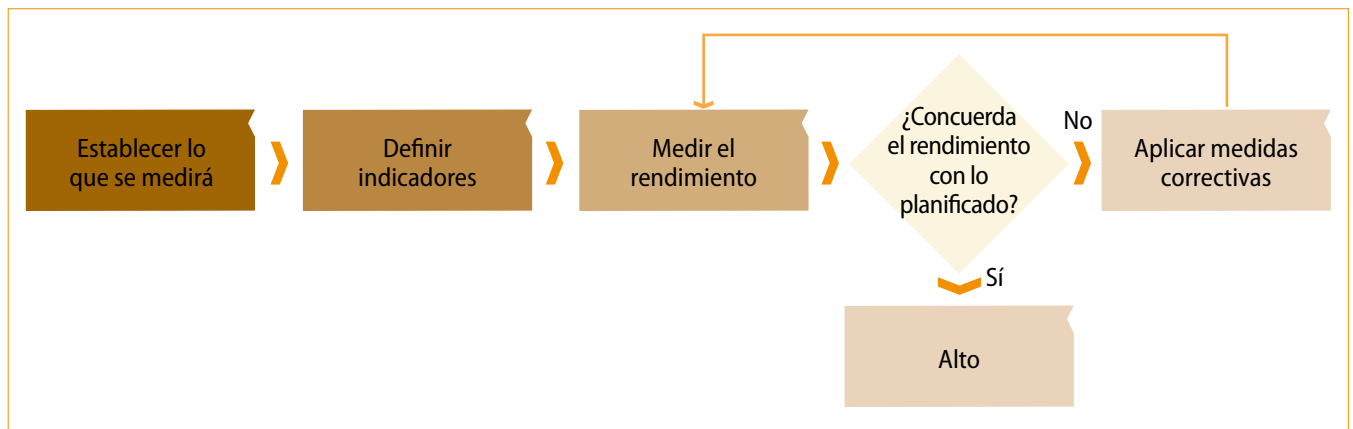 Establecer lo
que se medirá
Definir
indicadores
Medir el
rendimiento
¿Concuerda
el rendimiento
con lo
planificado?
No
Aplicar medidas
correctivas
Sí
Alto